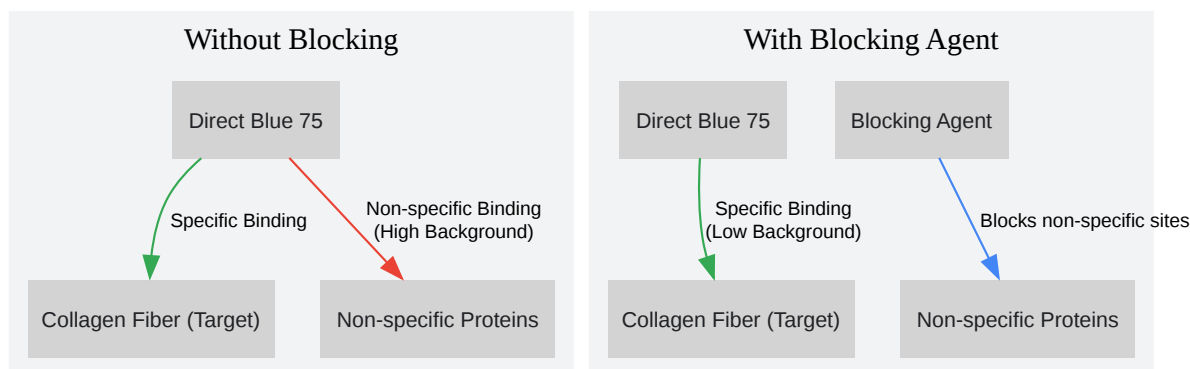 Without Blocking
Direct Blue 75
Specific Binding
Non-specific Binding
(High Background)
Collagen Fiber (Target)
Non-specific Proteins
With Blocking Agent
Direct Blue 75
Blocking Agent
Specific Binding
(Low Background)
Blocks non-specific sites
Collagen Fiber (Target)
Non-specific Proteins